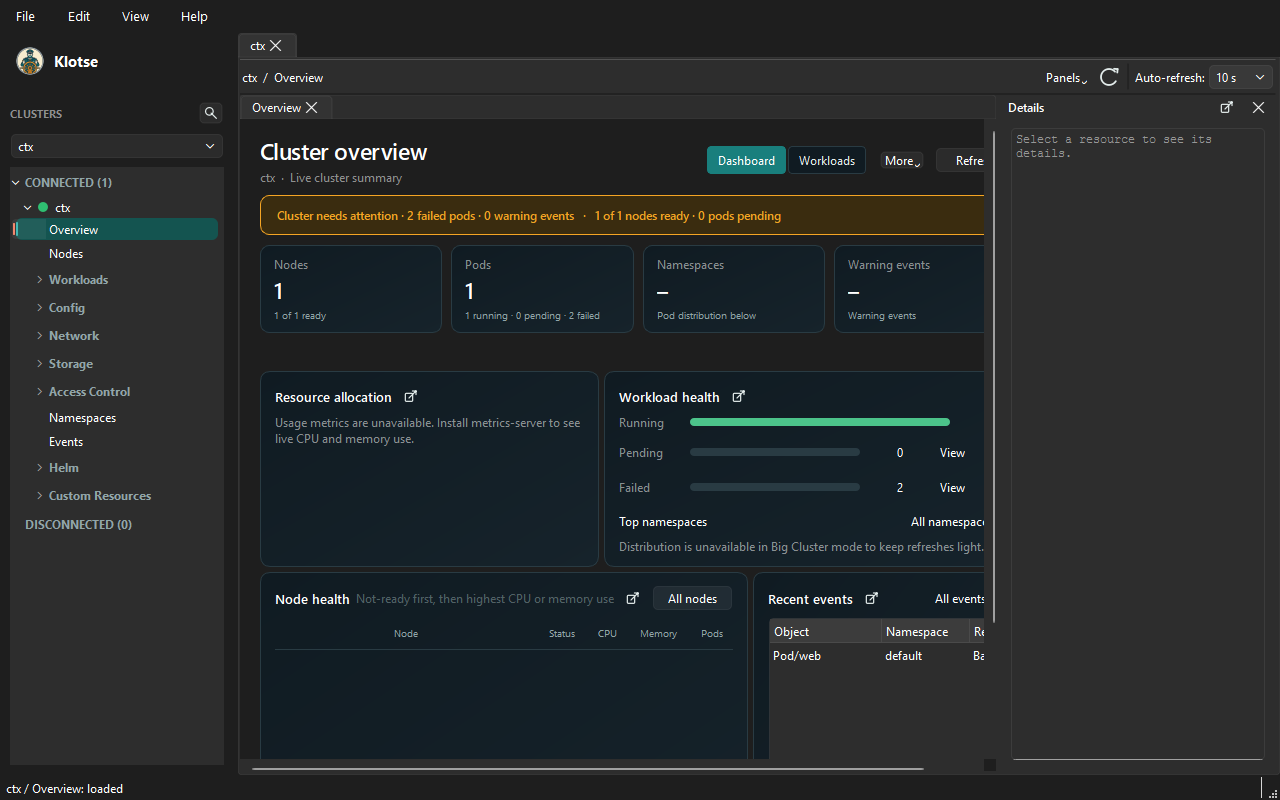 File Edit View Help
Klotse
ctx
ctx / Overview
Panels
Auto-refresh: 10 s
CLUSTERS
ctx
CONNECTED (1)
ctx
Overview
Nodes
Workloads
Config
Network
Storage
Access Control
Namespaces
Events
Helm
Custom Resources
DISCONNECTED (0)
Overview
Cluster overview
ctx · Live cluster summary
Dashboard Workloads More Refre
Cluster needs attention · 2 failed pods · 0 warning events · 1 of 1 nodes ready · 0 pods pending
Nodes
1
1 of 1 ready
Pods
1
1 running · 0 pending · 2 failed
Namespaces
–
Pod distribution below
Warning events
–
Warning events
Resource allocation
Usage metrics are unavailable. Install metrics-server to see
live CPU and memory use.
Workload health
Running
Pending 0 View
Failed 2 View
Top namespaces All namespace
Distribution is unavailable in Big Cluster mode to keep refreshes light.
Node health Not-ready first, then highest CPU or memory use All nodes
Node Status CPU Memory Pods
Recent events All events
Object Namespace Re
Pod/web default Ba
Details
Select a resource to see its
details.
ctx / Overview: loaded